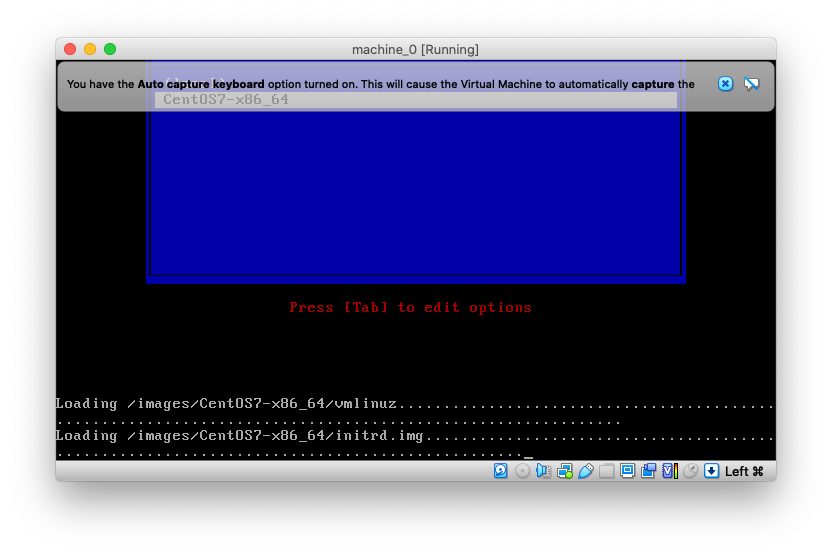 machine_0 [Running]
You have the Auto capture keyboard option turned on. This will cause the Virtual Machine to automatically capture the
(local)
CentOS7-x86_64
Press [Tab] to edit options
Loading /images/CentOS7-x86_64/vmlinuz..........................................
...............................................................
Loading /images/CentOS7-x86_64/initrd.img.......................................
...................................................._
Left ⌘